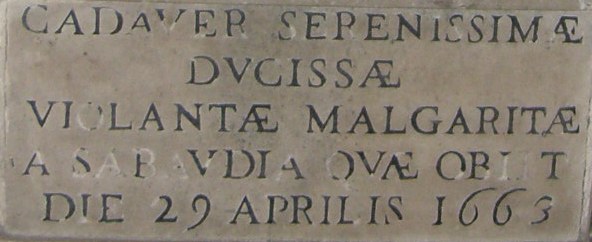 CADAVER SERENISSIMÆ
DVCISSÆ
VIOLANTÆ MALGARITÆ
A SABAVDIA QVÆ OBIIT
DIE 29 APRILIS 1663